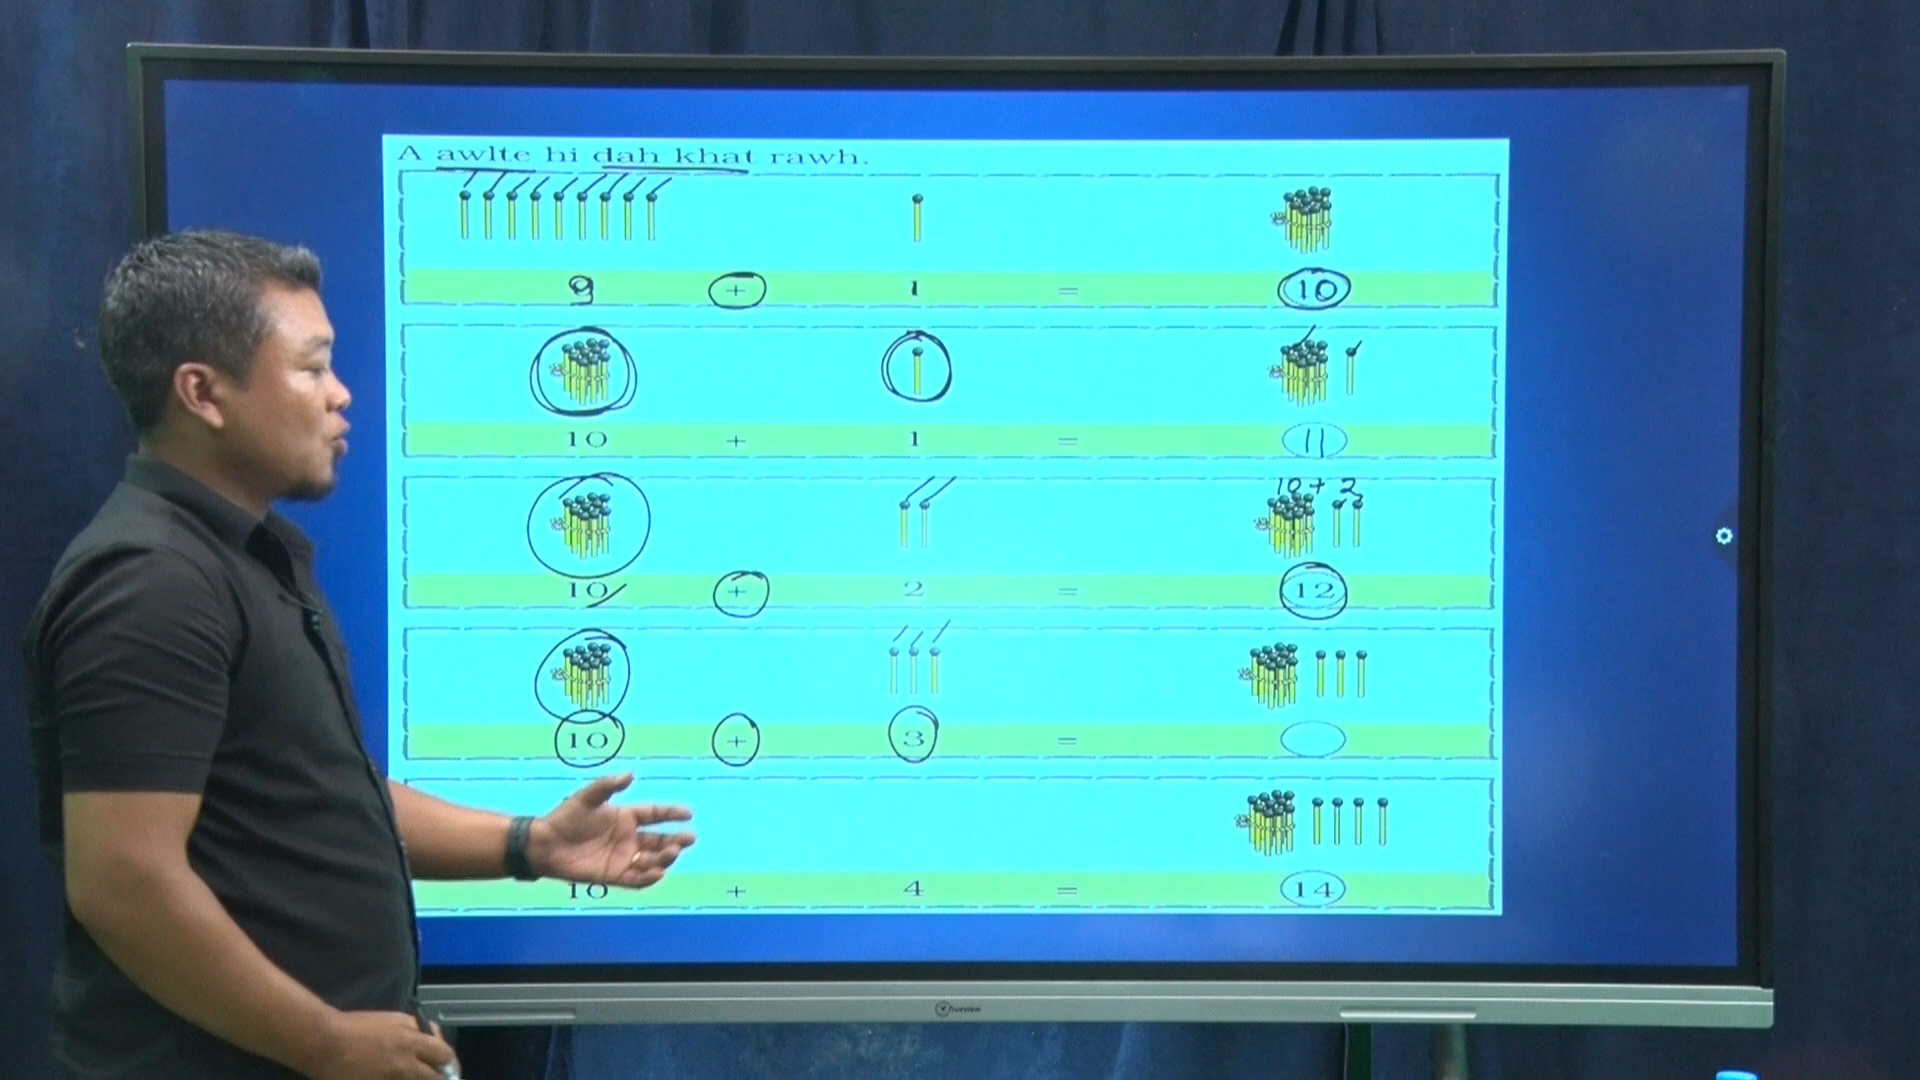 A awlte hi dah khat rawh.
9 + 1 = 10
10 + 1 = 11
10 + 2
10 + 2 = 12
10 + 3 =
10 + 4 = 14